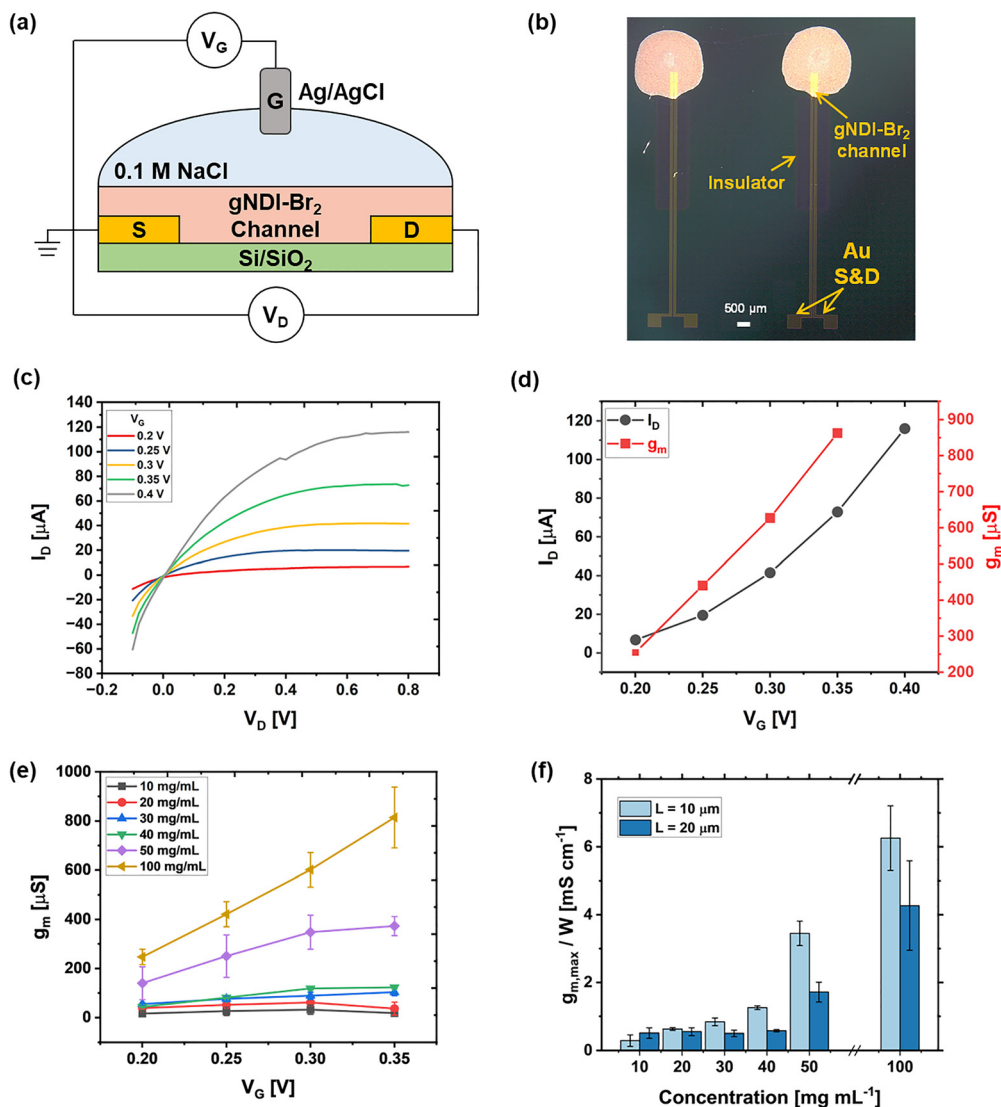 (a)
V_G
G
Ag/AgCl
0.1 M NaCl
gNDI-Br₂
Channel
S
D
Si/SiO₂
V_D
(b)
gNDI-Br₂
channel
Insulator
Au
S&D
500 µm
(c)
140
120
100
80
60
40
20
0
−20
−40
−60
−80
I_D [µA]
V_G
0.2 V
0.25 V
0.3 V
0.35 V
0.4 V
−0.2
0.0
0.2
0.4
0.6
0.8
V_D [V]
(d)
120
100
80
60
40
20
0
I_D [µA]
I_D
g_m
900
800
700
600
500
400
300
200
g_m [µS]
0.20
0.25
0.30
0.35
0.40
V_G [V]
(e)
1000
800
600
400
200
0
g_m [µS]
10 mg/mL
20 mg/mL
30 mg/mL
40 mg/mL
50 mg/mL
100 mg/mL
0.20
0.25
0.30
0.35
V_G [V]
(f)
8
6
4
2
0
g_m,max / W [mS cm⁻¹]
L = 10 µm
L = 20 µm
10
20
30
40
50
100
Concentration [mg mL⁻¹]